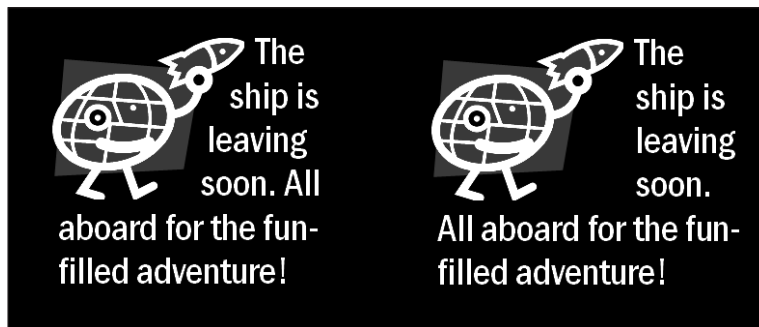 The
ship is
leaving
soon. All
aboard for the fun-
filled adventure!
The
ship is
leaving
soon.
All aboard for the fun-
filled adventure!